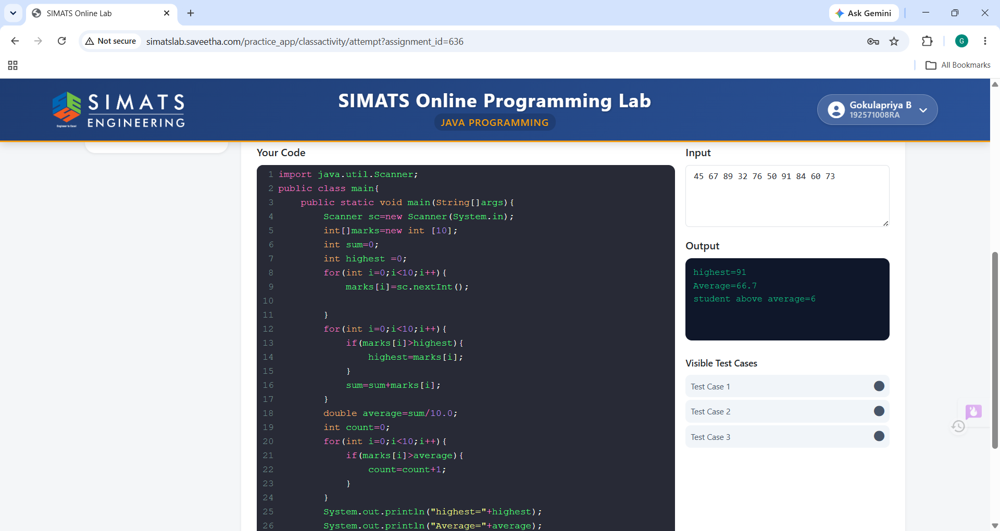 SIMATS Online Lab
Ask Gemini
Not secure
simatslab.saveetha.com/practice_app/classactivity/attempt?assignment_id=636
G
All Bookmarks
SIMATS
ENGINEERING
Engineer to Excel
SIMATS Online Programming Lab
JAVA PROGRAMMING
Gokulapriya B
192571008RA
Your Code
1 import java.util.Scanner;
2 public class main{
3     public static void main(String[]args){
4         Scanner sc=new Scanner(System.in);
5         int[]marks=new int [10];
6         int sum=0;
7         int highest =0;
8         for(int i=0;i<10;i++){
9             marks[i]=sc.nextInt();
10
11         }
12         for(int i=0;i<10;i++){
13             if(marks[i]>highest){
14                 highest=marks[i];
15             }
16             sum=sum+marks[i];
17         }
18         double average=sum/10.0;
19         int count=0;
20         for(int i=0;i<10;i++){
21             if(marks[i]>average){
22                 count=count+1;
23             }
24         }
25         System.out.println("highest="+highest);
26         System.out.println("Average="+average);
Input
45 67 89 32 76 50 91 84 60 73
Output
highest=91
Average=66.7
student above average=6
Visible Test Cases
Test Case 1
Test Case 2
Test Case 3